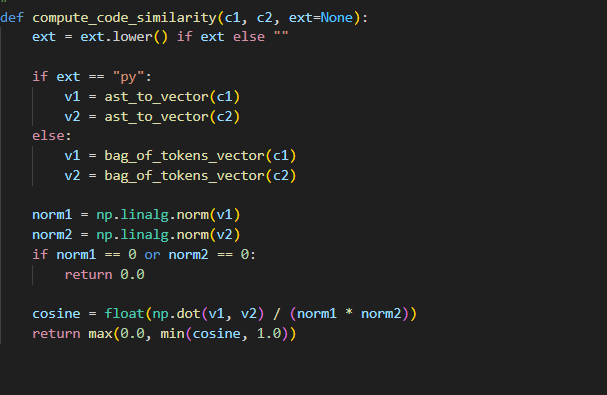 def compute_code_similarity(c1, c2, ext=None):
    ext = ext.lower() if ext else ""
    if ext == "py":
        v1 = ast_to_vector(c1)
        v2 = ast_to_vector(c2)
    else:
        v1 = bag_of_tokens_vector(c1)
        v2 = bag_of_tokens_vector(c2)
    norm1 = np.linalg.norm(v1)
    norm2 = np.linalg.norm(v2)
    if norm1 == 0 or norm2 == 0:
        return 0.0
    cosine = float(np.dot(v1, v2) / (norm1 * norm2))
    return max(0.0, min(cosine, 1.0))